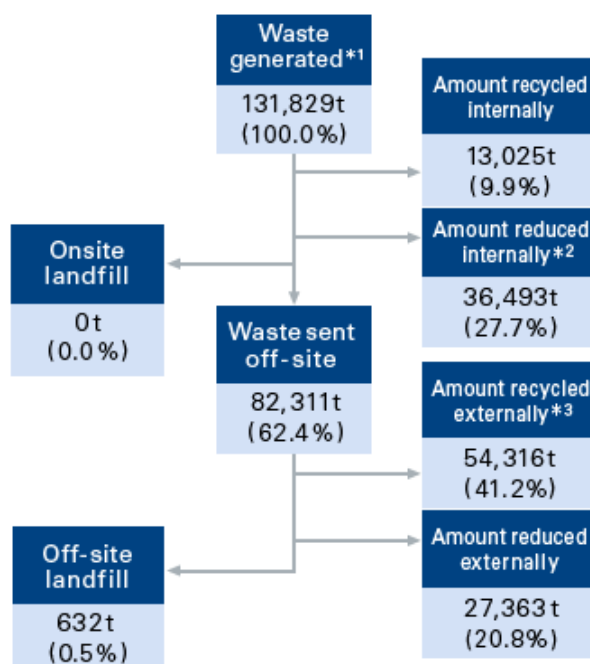 Waste
generated*1
131,829t
(100.0%)
Amount recycled
internally
13,025t
(9.9%)
Amount reduced
internally*2
36,493t
(27.7%)
Onsite
landfill
0t
(0.0%)
Waste sent
off-site
82,311t
(62.4%)
Amount recycled
externally*3
54,316t
(41.2%)
Amount reduced
externally
27,363t
(20.8%)
Off-site
landfill
632t
(0.5%)